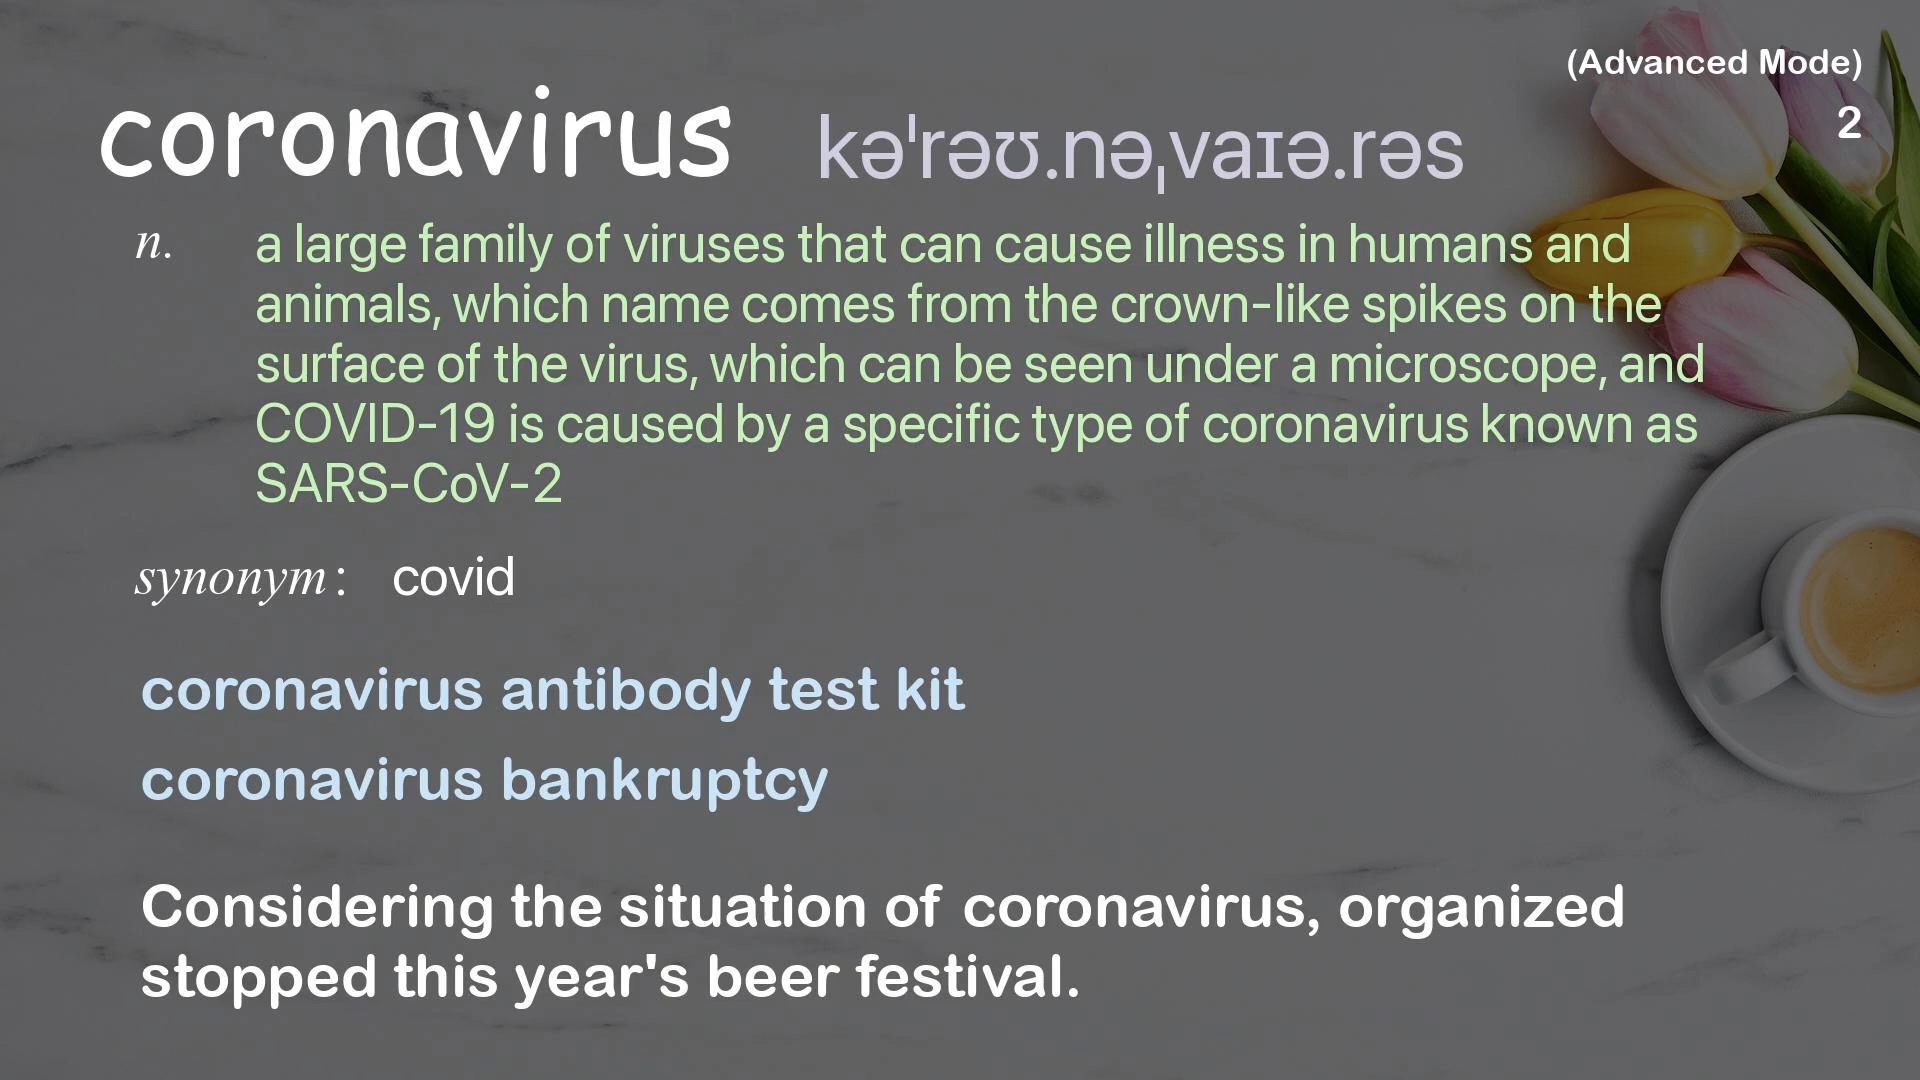 (Advanced Mode)
2
coronavirus kəˈrəʊ.nəˌvaɪə.rəs
n. a large family of viruses that can cause illness in humans and
animals, which name comes from the crown-like spikes on the
surface of the virus, which can be seen under a microscope, and
COVID-19 is caused by a specific type of coronavirus known as
SARS-CoV-2
synonym: covid
coronavirus antibody test kit
coronavirus bankruptcy
Considering the situation of coronavirus, organized
stopped this year's beer festival.